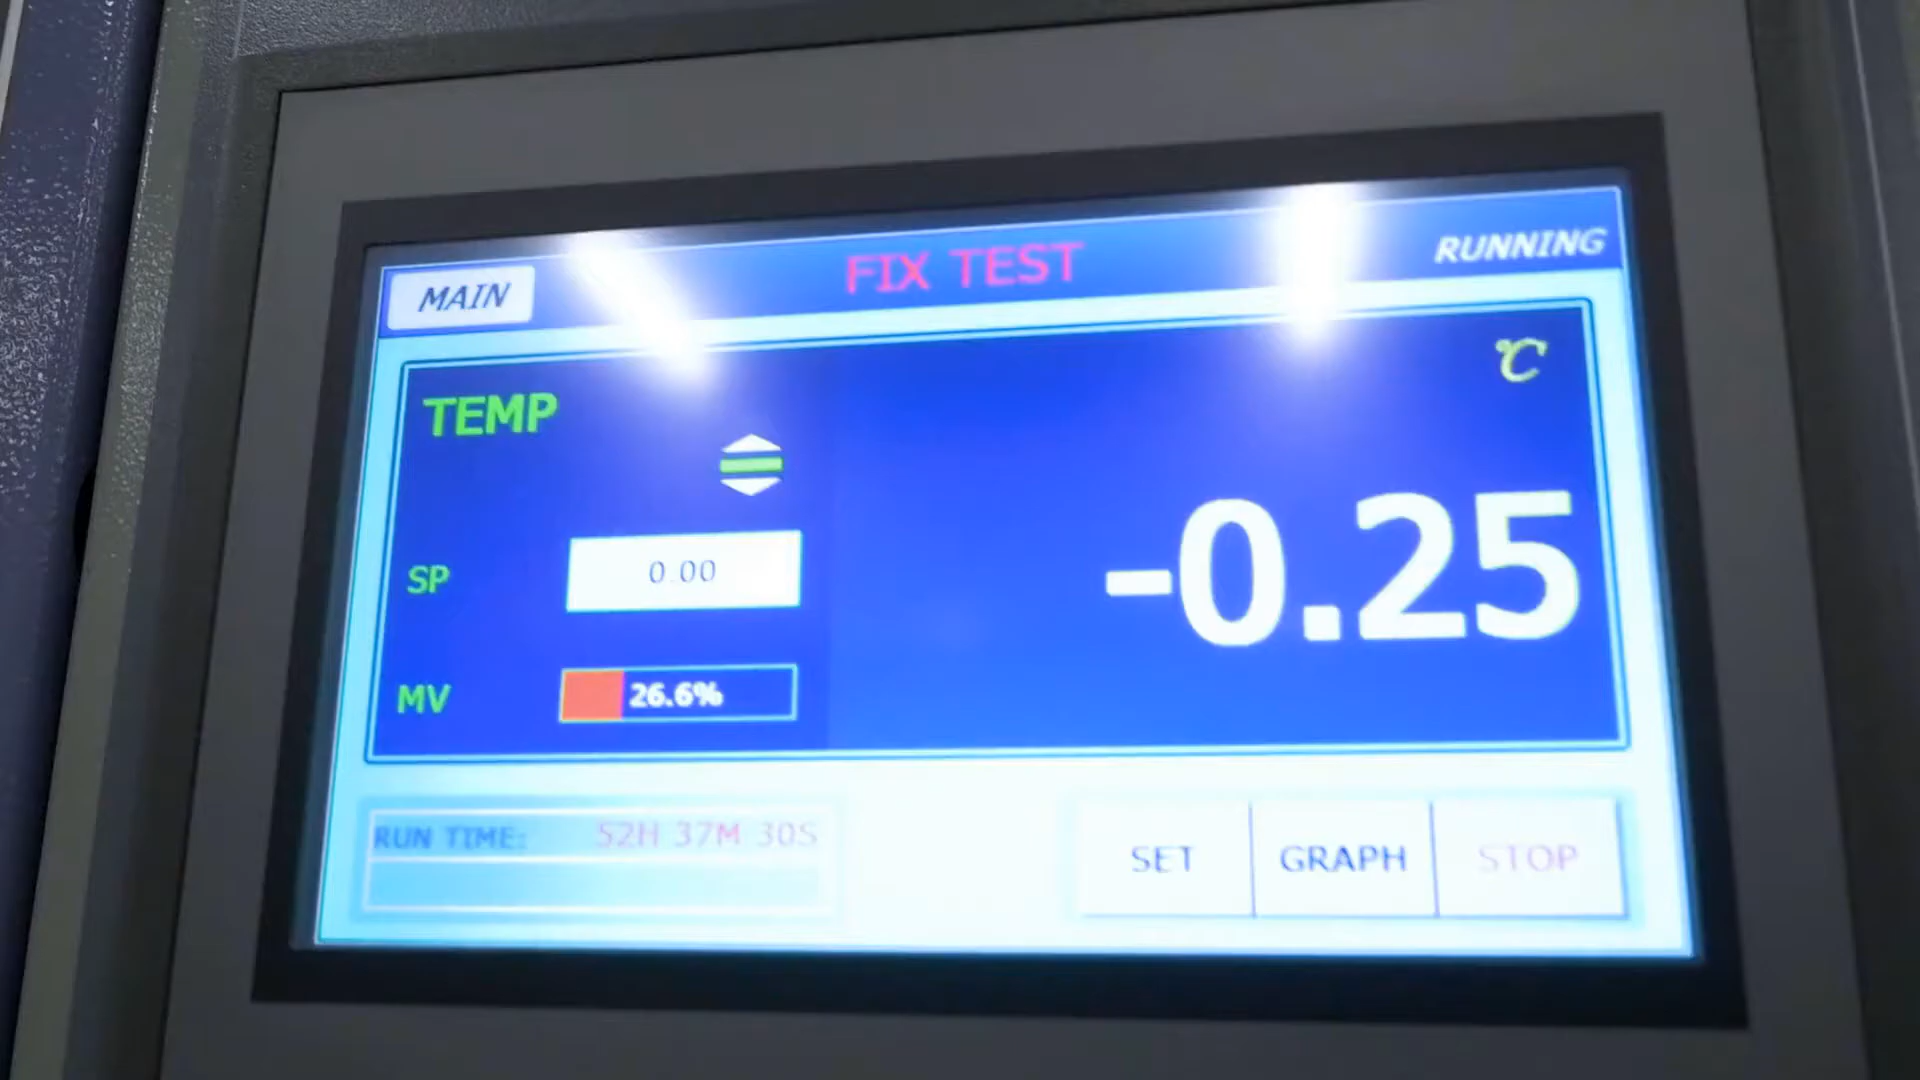 MAIN FIX TEST RUNNING
TEMP ℃
SP 0.00
-0.25
MV 26.6%
RUN TIME: 52H 37M 30S
SET GRAPH STOP